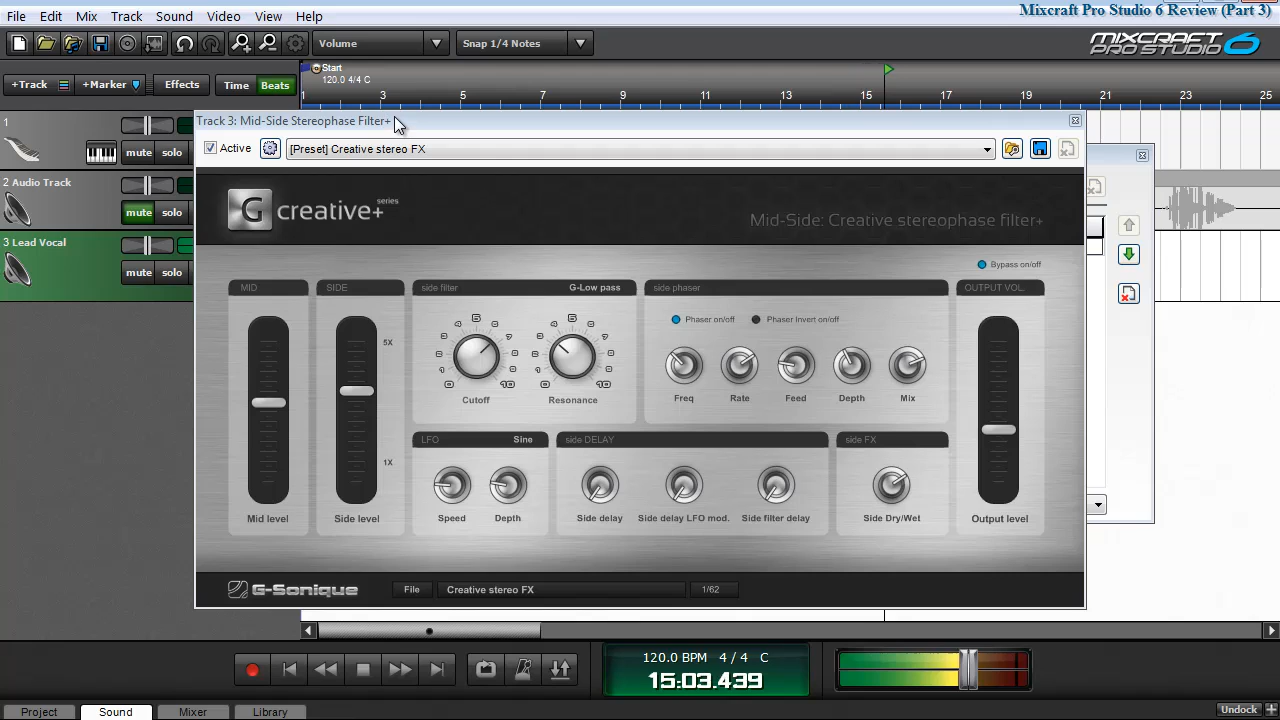 Mixcraft Pro Studio 6 Review (Part 3)
File Edit Mix Track Sound Video View Help
Volume
Snap 1/4 Notes
MIXCRAFT
PRO STUDIO 6
+Track
+Marker
Effects
Time
Beats
Start
120.0 4/4 C
1 3 5 7 9 11 13 15 17 19 21 23 25
1
mute solo
2 Audio Track
mute solo
3 Lead Vocal
mute solo
Track 3: Mid-Side Stereophase Filter+
Active
[Preset] Creative stereo FX
G creative+ series
Mid-Side: Creative stereophase filter+
Bypass on/off
MID
SIDE
side filter
G-Low pass
side phaser
OUTPUT VOL.
5X
1X
Phaser on/off
Phaser Invert on/off
Cutoff
Resonance
Freq
Rate
Feed
Depth
Mix
LFO
Sine
side DELAY
side FX
Mid level
Side level
Speed
Depth
Side delay
Side delay LFO mod.
Side filter delay
Side Dry/Wet
Output level
G-Sonique
File
Creative stereo FX
1/62
120.0 BPM 4 / 4 C
15:03.439
Project
Sound
Mixer
Library
Undock